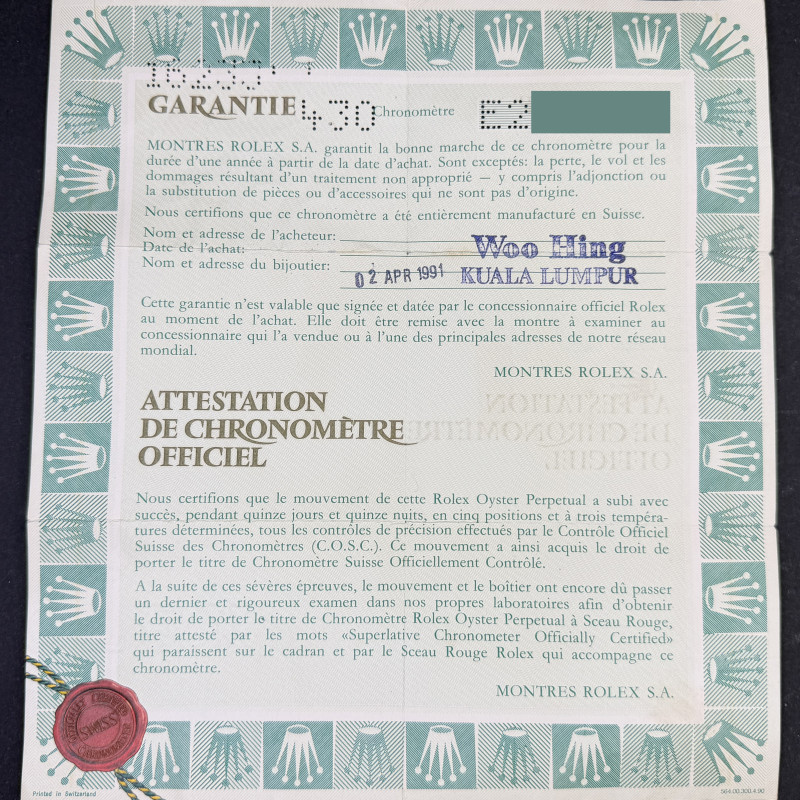 16233
GARANTIE 430 Chronomètre E2
MONTRES ROLEX S.A. garantit la bonne marche de ce chronomètre pour la
durée d'une année à partir de la date d'achat. Sont exceptés: la perte, le vol et les
dommages résultant d'un traitement non approprié – y compris l'adjonction ou
la substitution de pièces ou d'accessoires qui ne sont pas d'origine.
Nous certifions que ce chronomètre a été entièrement manufacturé en Suisse.
Nom et adresse de l'acheteur:
Date de l'achat:
Nom et adresse du bijoutier:
Woo Hing
02 APR 1991 KUALA LUMPUR
Cette garantie n'est valable que signée et datée par le concessionnaire officiel Rolex
au moment de l'achat. Elle doit être remise avec la montre à examiner au
concessionnaire qui l'a vendue ou à l'une des principales adresses de notre réseau
mondial.
MONTRES ROLEX S.A.
ATTESTATION
DE CHRONOMÈTRE
OFFICIEL
Nous certifions que le mouvement de cette Rolex Oyster Perpetual a subi avec
succès, pendant quinze jours et quinze nuits, en cinq positions et à trois tempéra-
tures déterminées, tous les contrôles de précision effectués par le Contrôle Officiel
Suisse des Chronomètres (C.O.S.C.). Ce mouvement a ainsi acquis le droit de
porter le titre de Chronomètre Suisse Officiellement Contrôlé.
A la suite de ces sévères épreuves, le mouvement et le boîtier ont encore dû passer
un dernier et rigoureux examen dans nos propres laboratoires afin d'obtenir
le droit de porter le titre de Chronomètre Rolex Oyster Perpetual à Sceau Rouge,
titre attesté par les mots «Superlative Chronometer Officially Certified»
qui paraissent sur le cadran et par le Sceau Rouge Rolex qui accompagne ce
chronomètre.
MONTRES ROLEX S.A.
Printed in Switzerland
564.00.300.4.90